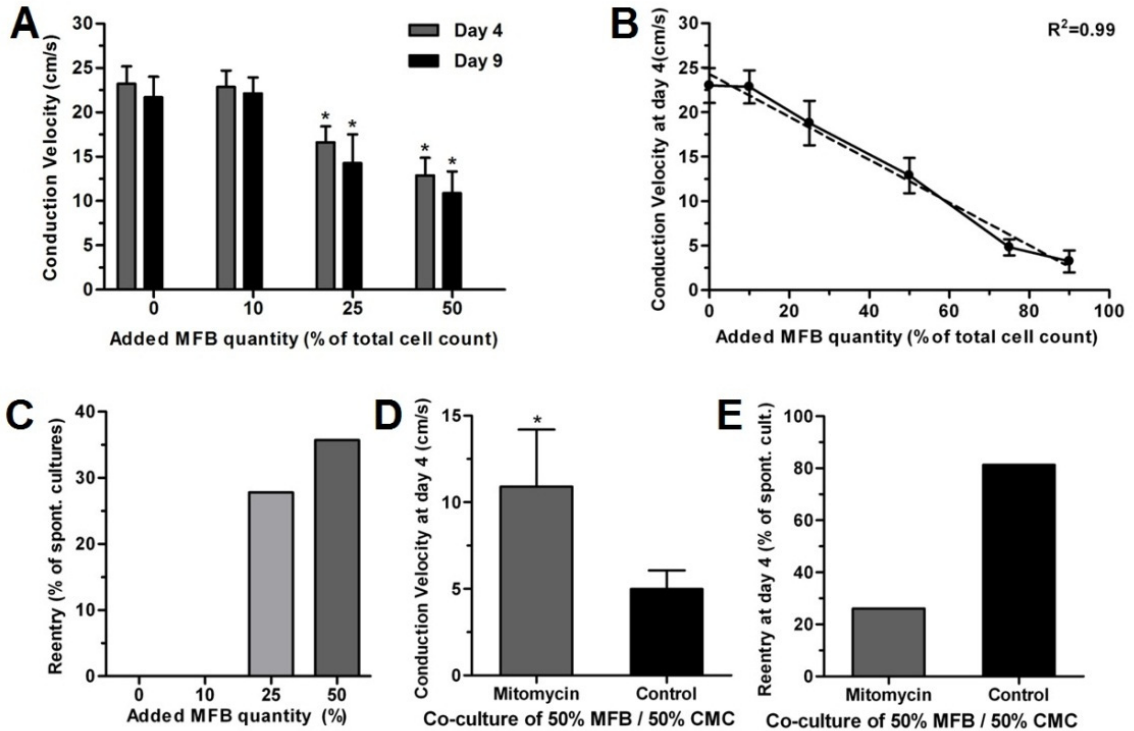 A
Conduction Velocity (cm/s)
30
25
20
15
10
5
0
Day 4
Day 9
*
*
*
*
0
10
25
50
Added MFB quantity (% of total cell count)
B
Conduction Velocity at day 4(cm/s)
30
25
20
15
10
5
0
R²=0.99
0
20
40
60
80
100
Added MFB quantity (% of total cell count)
C
Reentry (% of spont. cultures)
40
30
20
10
0
0
10
25
50
Added MFB quantity (%)
D
Conduction Velocity at day 4 (cm/s)
15
10
5
0
*
Mitomycin
Control
Co-culture of 50% MFB / 50% CMC
E
Reentry at day 4 (% of spont. cult.)
100
80
60
40
20
0
Mitomycin
Control
Co-culture of 50% MFB / 50% CMC